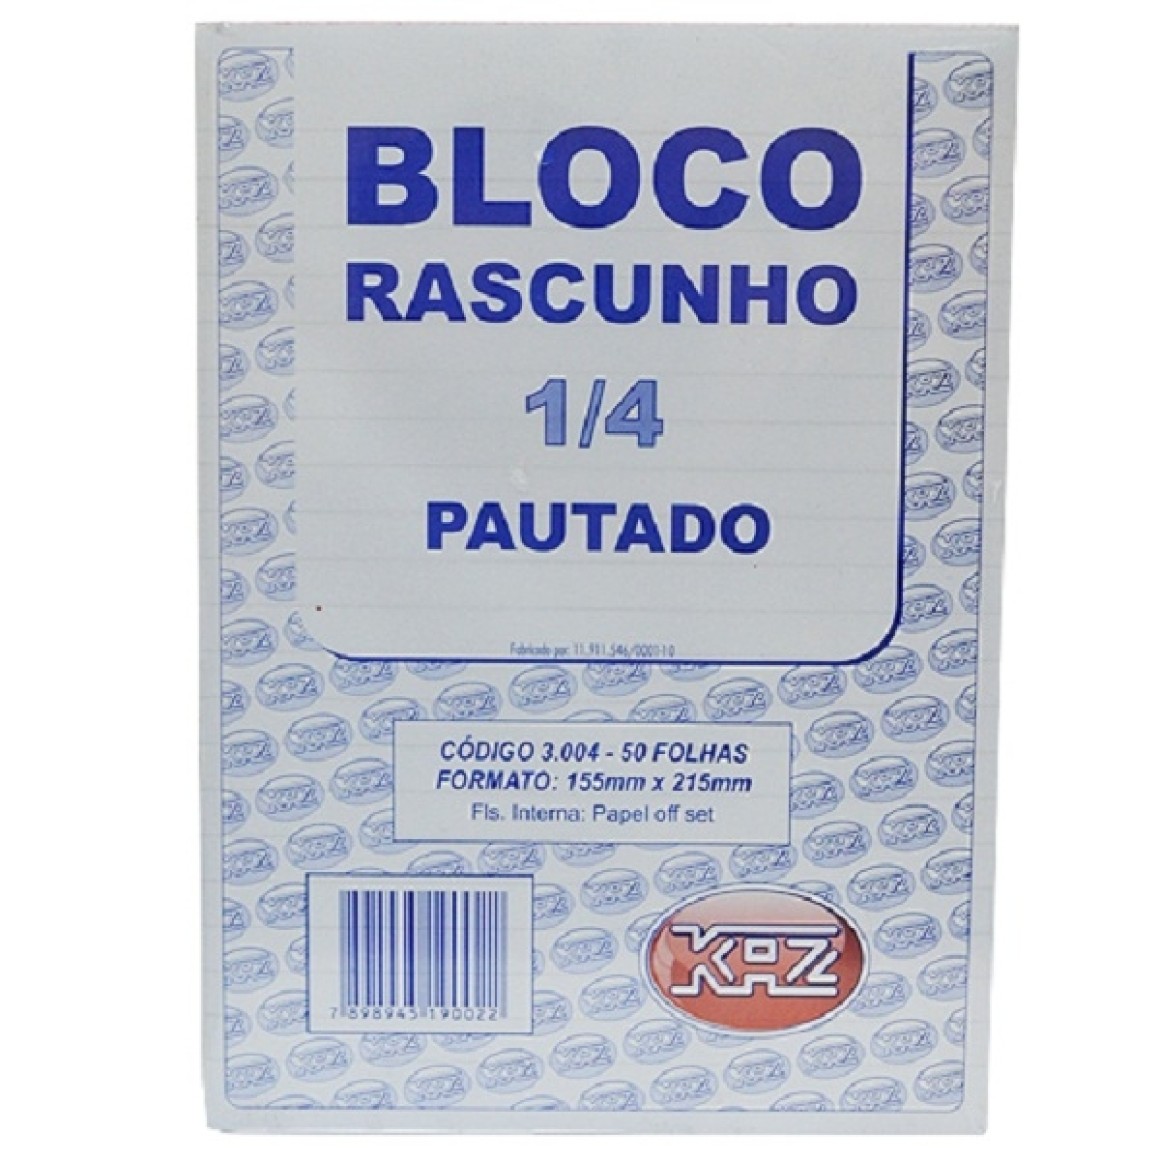 BLOCO
RASCUNHO
1/4
PAUTADO
Fabricado por: 11.911.546/0001-10
CÓDIGO 3.004 - 50 FOLHAS
FORMATO: 155mm x 215mm
Fls. Interna: Papel off set
7 898945 190022
KAZ